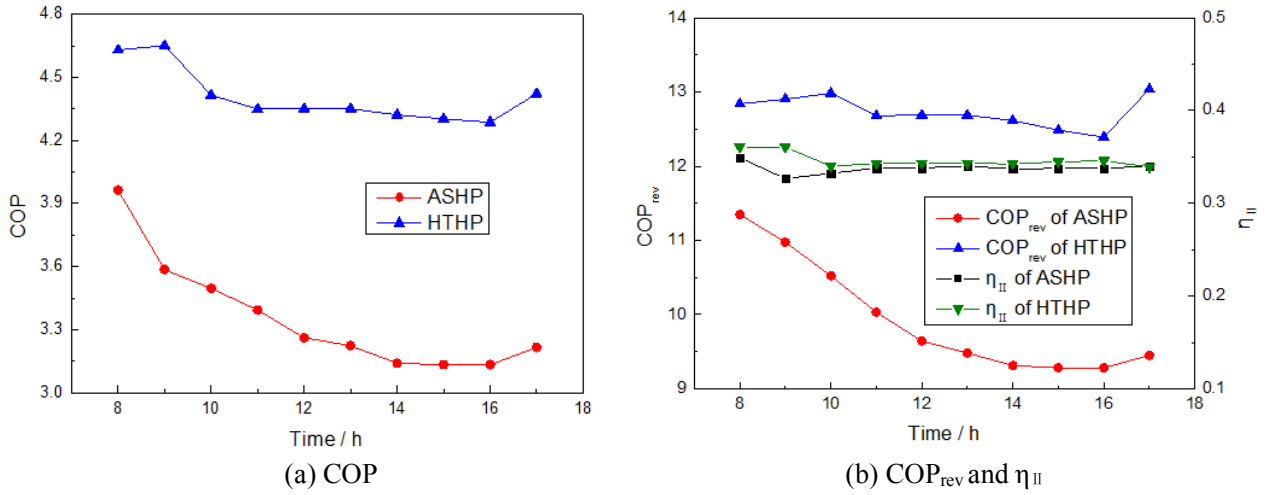 4.8
4.5
4.2
3.9
3.6
3.3
3.0
COP
ASHP
HTHP
8 10 12 14 16 18
Time / h
(a) COP
14
13
12
11
10
9
COPrev
0.5
0.4
0.3
0.2
0.1
ηII
COPrev of ASHP
COPrev of HTHP
ηII of ASHP
ηII of HTHP
8 10 12 14 16 18
Time / h
(b) COPrev and ηII